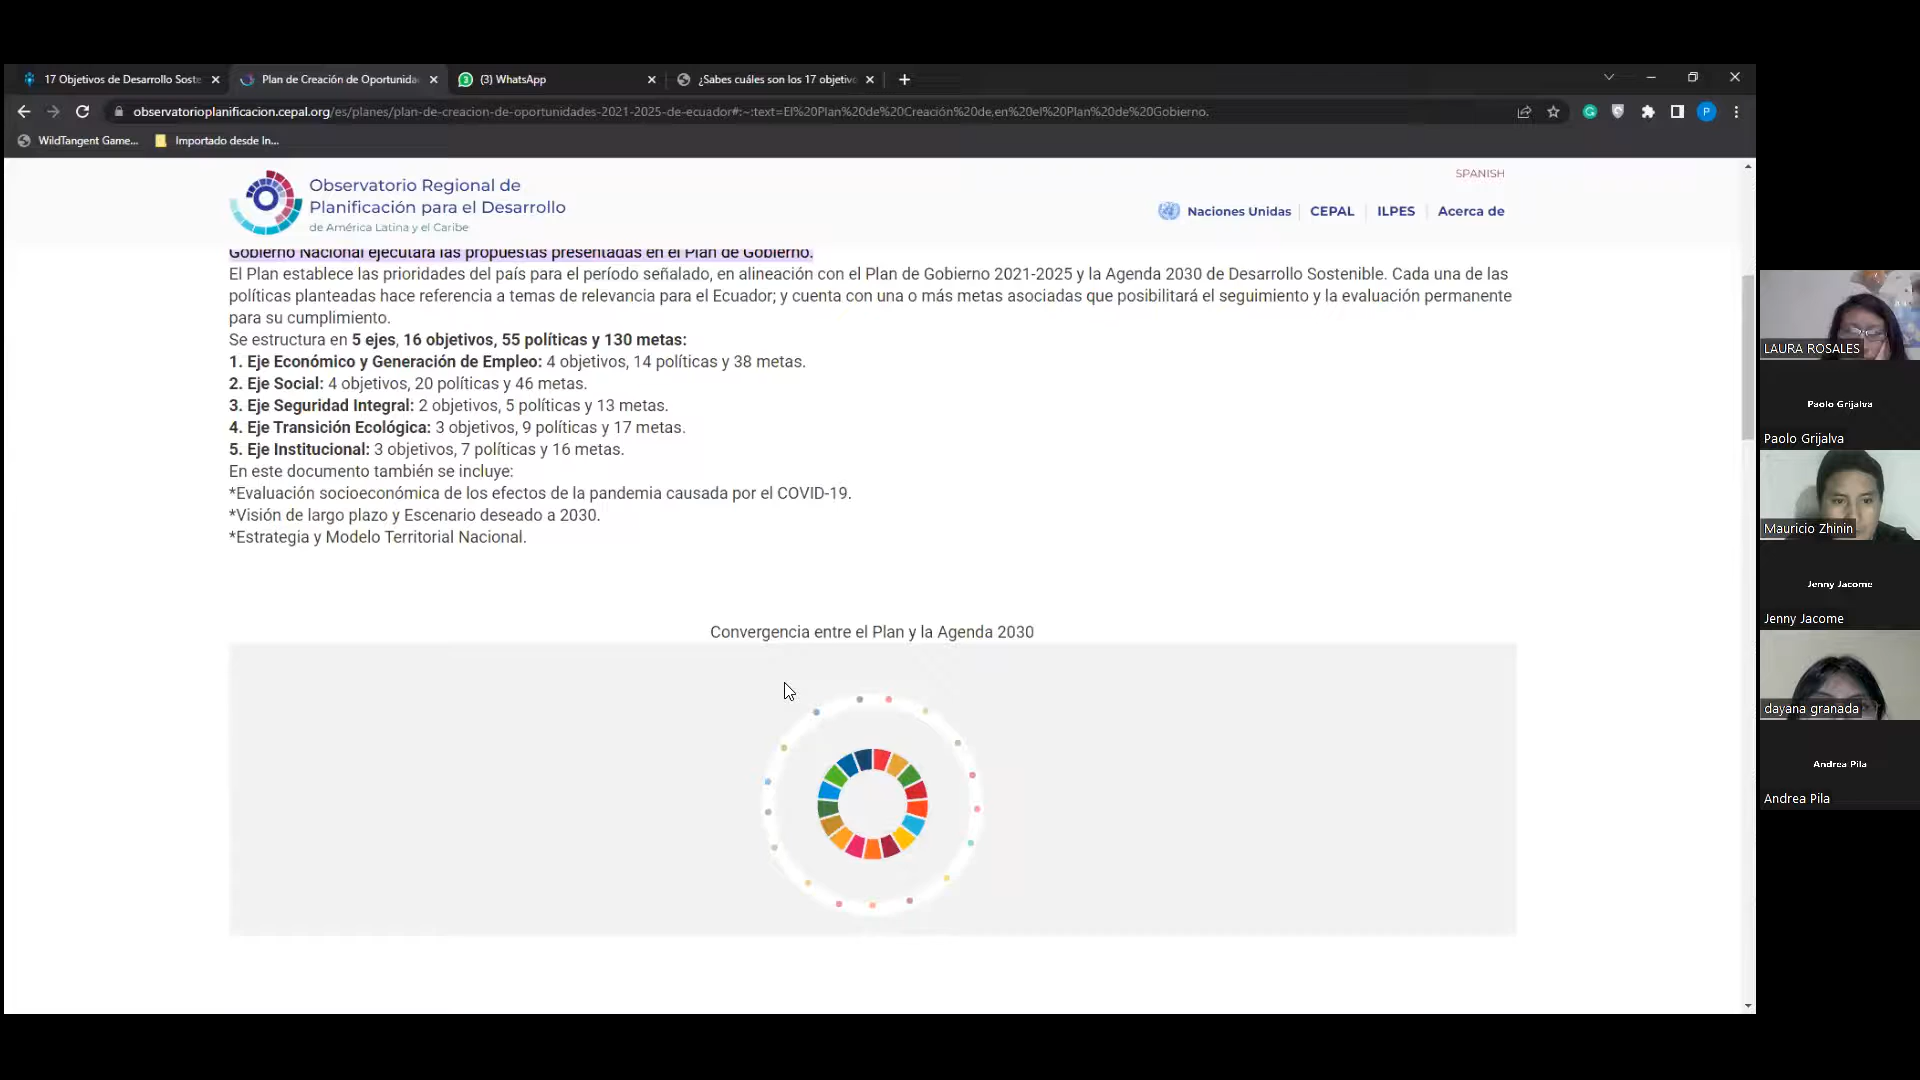 17 Objetivos de Desarrollo Soste
Plan de Creación de Oportunida
(3) WhatsApp
¿Sabes cuáles son los 17 objetivo
observatorioplanificacion.cepal.org/es/planes/plan-de-creacion-de-oportunidades-2021-2025-de-ecuador#:~:text=El%20Plan%20de%20Creación%20de,en%20el%20Plan%20de%20Gobierno.
P
WildTangent Game...
Importado desde In...
Observatorio Regional de
Planificación para el Desarrollo
de América Latina y el Caribe
SPANISH
Naciones Unidas
CEPAL
ILPES
Acerca de
Gobierno Nacional ejecutará las propuestas presentadas en el Plan de Gobierno.
El Plan establece las prioridades del país para el período señalado, en alineación con el Plan de Gobierno 2021-2025 y la Agenda 2030 de Desarrollo Sostenible. Cada una de las
políticas planteadas hace referencia a temas de relevancia para el Ecuador; y cuenta con una o más metas asociadas que posibilitará el seguimiento y la evaluación permanente
para su cumplimiento.
Se estructura en 5 ejes, 16 objetivos, 55 políticas y 130 metas:
1. Eje Económico y Generación de Empleo: 4 objetivos, 14 políticas y 38 metas.
2. Eje Social: 4 objetivos, 20 políticas y 46 metas.
3. Eje Seguridad Integral: 2 objetivos, 5 políticas y 13 metas.
4. Eje Transición Ecológica: 3 objetivos, 9 políticas y 17 metas.
5. Eje Institucional: 3 objetivos, 7 políticas y 16 metas.
En este documento también se incluye:
*Evaluación socioeconómica de los efectos de la pandemia causada por el COVID-19.
*Visión de largo plazo y Escenario deseado a 2030.
*Estrategia y Modelo Territorial Nacional.
Convergencia entre el Plan y la Agenda 2030
LAURA ROSALES
Paolo Grijalva
Paolo Grijalva
Mauricio Zhinin
Jenny Jacome
Jenny Jacome
dayana granada
Andrea Pila
Andrea Pila